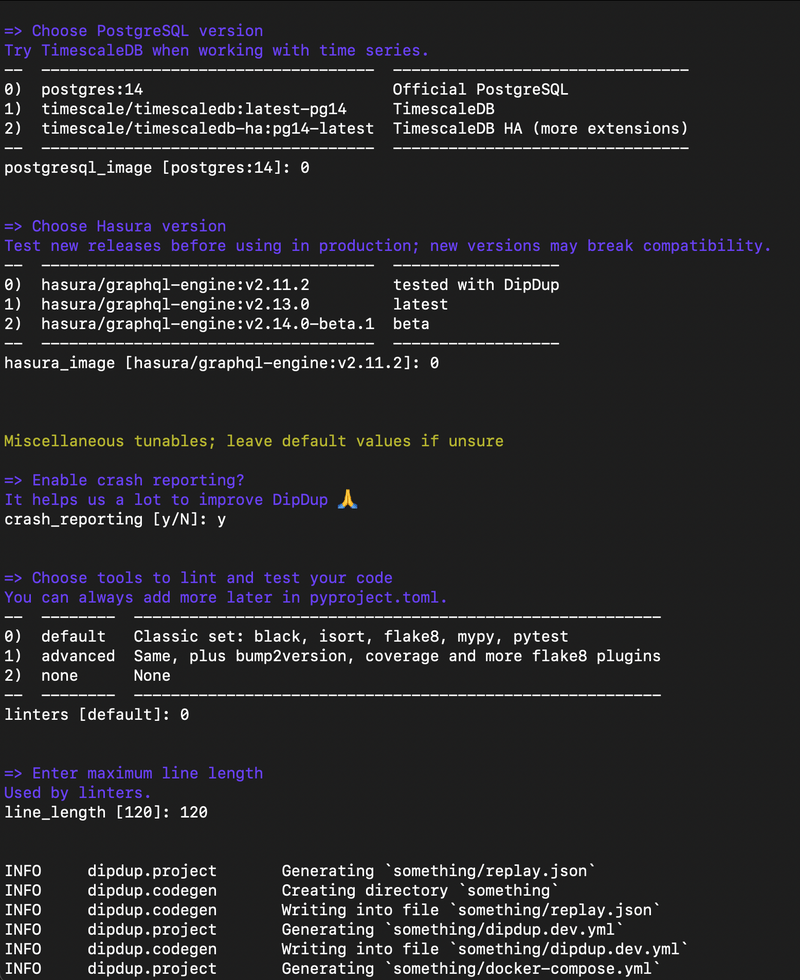 => Choose PostgreSQL version
Try TimescaleDB when working with time series.
-- ------------------------------------ --------------------------------
0) postgres:14 Official PostgreSQL
1) timescale/timescaledb:latest-pg14 TimescaleDB
2) timescale/timescaledb-ha:pg14-latest TimescaleDB HA (more extensions)
-- ------------------------------------ --------------------------------
postgresql_image [postgres:14]: 0
=> Choose Hasura version
Test new releases before using in production; new versions may break compatibility.
-- ------------------------------------ ------------------
0) hasura/graphql-engine:v2.11.2 tested with DipDup
1) hasura/graphql-engine:v2.13.0 latest
2) hasura/graphql-engine:v2.14.0-beta.1 beta
-- ------------------------------------ ------------------
hasura_image [hasura/graphql-engine:v2.11.2]: 0
Miscellaneous tunables; leave default values if unsure
=> Enable crash reporting?
It helps us a lot to improve DipDup 🙏
crash_reporting [y/N]: y
=> Choose tools to lint and test your code
You can always add more later in pyproject.toml.
-- -------- ---------------------------------------------------------
0) default Classic set: black, isort, flake8, mypy, pytest
1) advanced Same, plus bump2version, coverage and more flake8 plugins
2) none None
-- -------- ---------------------------------------------------------
linters [default]: 0
=> Enter maximum line length
Used by linters.
line_length [120]: 120
INFO dipdup.project Generating `something/replay.json`
INFO dipdup.codegen Creating directory `something`
INFO dipdup.codegen Writing into file `something/replay.json`
INFO dipdup.project Generating `something/dipdup.dev.yml`
INFO dipdup.codegen Writing into file `something/dipdup.dev.yml`
INFO dipdup.project Generating `something/docker-compose.yml`